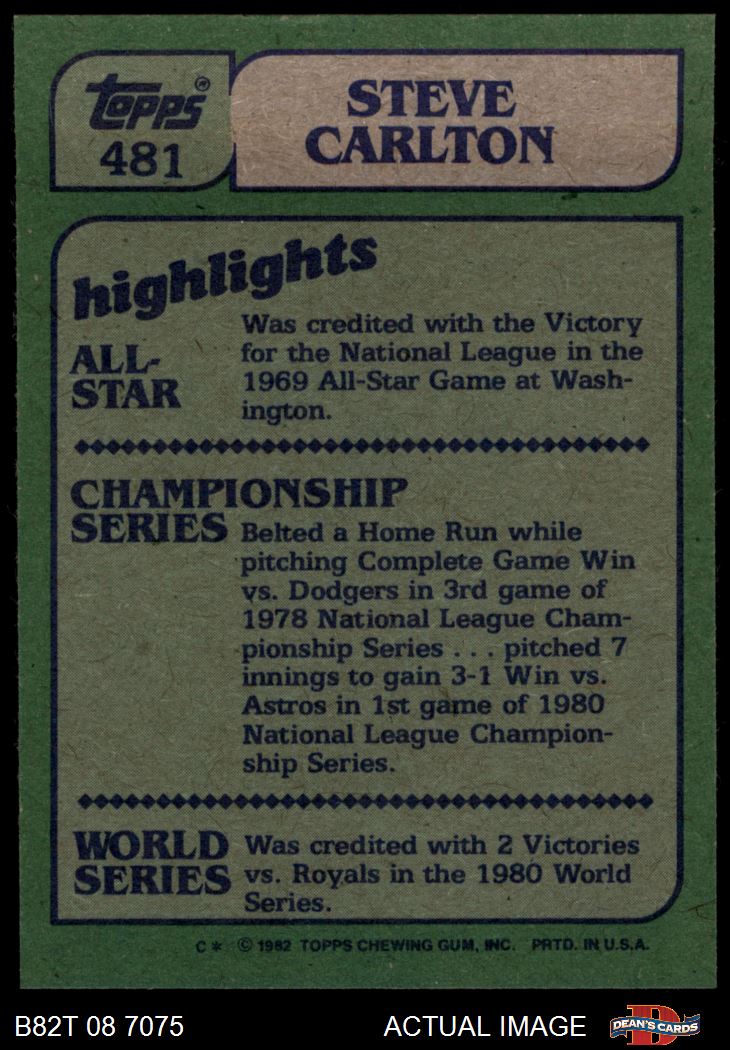 topps®
481
STEVE
CARLTON
highlights
ALL-
STAR
Was credited with the Victory
for the National League in the
1969 All-Star Game at Wash-
ington.
CHAMPIONSHIP
SERIES
Belted a Home Run while
pitching Complete Game Win
vs. Dodgers in 3rd game of
1978 National League Cham-
pionship Series . . . pitched 7
innings to gain 3-1 Win vs.
Astros in 1st game of 1980
National League Champion-
ship Series.
WORLD
SERIES
Was credited with 2 Victories
vs. Royals in the 1980 World
Series.
C * © 1982 TOPPS CHEWING GUM, INC. PRTD. IN U.S.A.
B82T 08 7075
ACTUAL IMAGE
D
DEAN'S CARDS